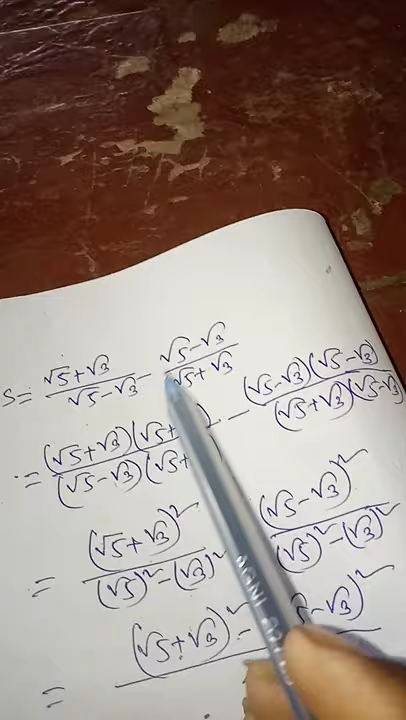 S = (√5+√3)/(√5-√3) - (√5-√3)/(√5+√3)
= (√5+√3)(√5+ / (√5-√3)(√5+ - (√5-√3)(√5-√3)/(√5+√3)(√5-√3)
= (√5+√3)²/((√5)²-(√3)²) (√5-√3)²/(√5)²-(√3)²
= (√5+√3)² - √3)²